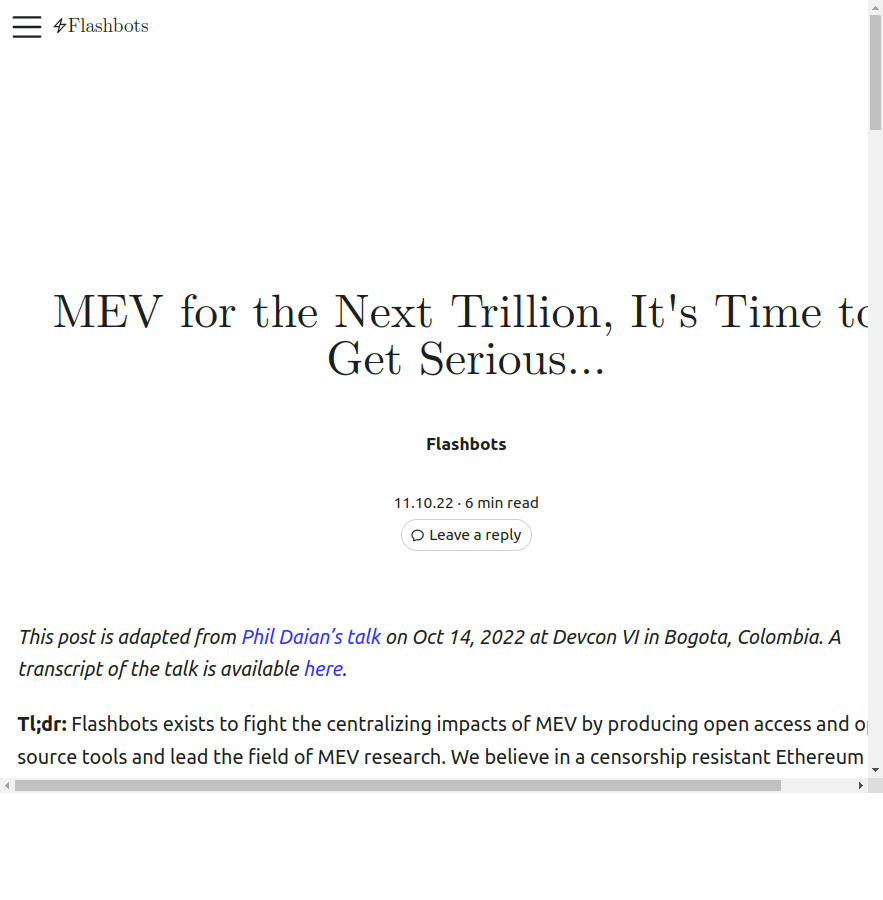 Flashbots
MEV for the Next Trillion, It's Time to
Get Serious...
Flashbots
11.10.22 · 6 min read
Leave a reply
This post is adapted from Phil Daian’s talk on Oct 14, 2022 at Devcon VI in Bogota, Colombia. A
transcript of the talk is available here.
Tl;dr: Flashbots exists to fight the centralizing impacts of MEV by producing open access and
source tools and lead the field of MEV research. We believe in a censorship resistant Ethereum